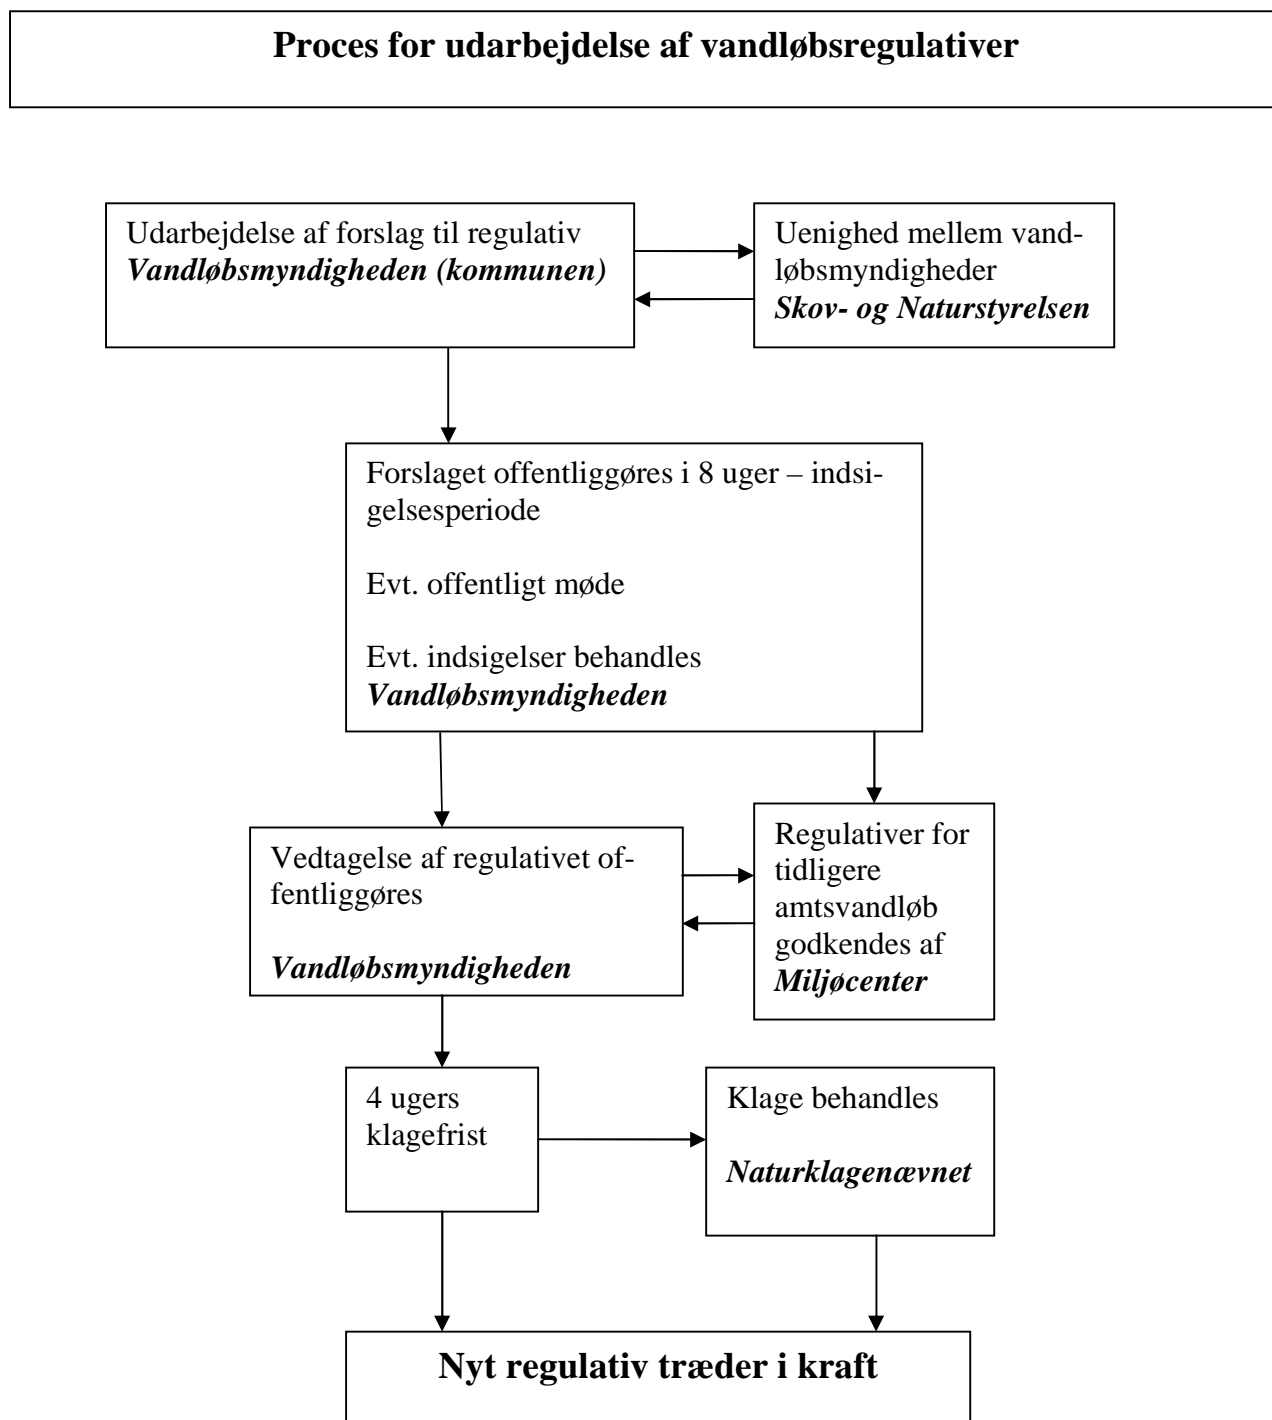 Proces for udarbejdelse af vandløbsregulativer
Udarbejdelse af forslag til regulativ
Vandløbsmyndigheden (kommunen)
Uenighed mellem vand-
løbsmyndigheder
Skov- og Naturstyrelsen
Forslaget offentliggøres i 8 uger – indsi-
gelsesperiode
Evt. offentligt møde
Evt. indsigelser behandles
Vandløbsmyndigheden
Vedtagelse af regulativet of-
fentliggøres
Vandløbsmyndigheden
Regulativer for
tidligere
amtsvandløb
godkendes af
Miljøcenter
4 ugers
klagefrist
Klage behandles
Naturklagenævnet
Nyt regulativ træder i kraft